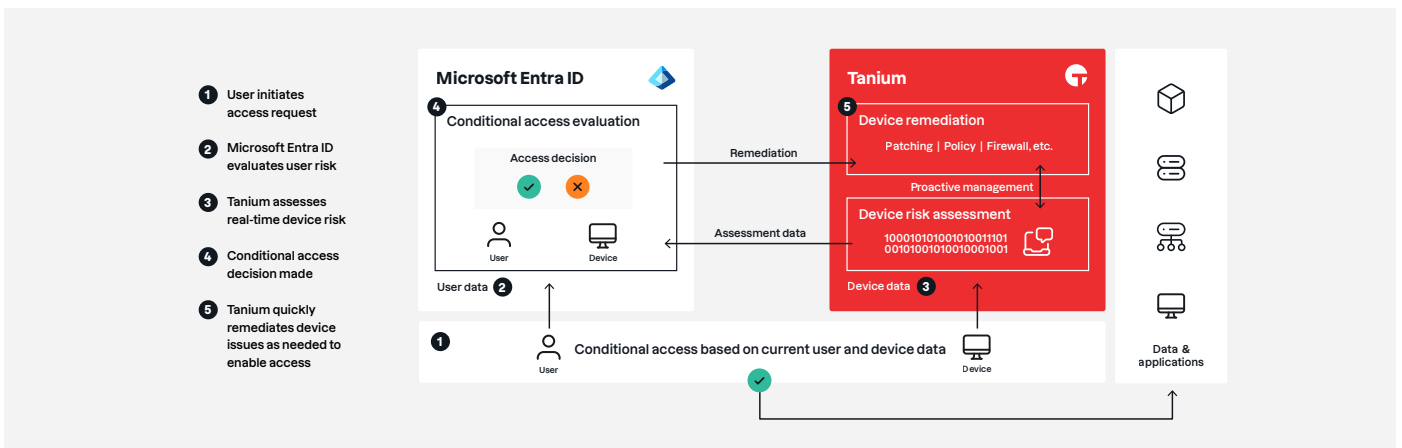 1 User initiates
access request
2 Microsoft Entra ID
evaluates user risk
3 Tanium assesses
real-time device risk
4 Conditional access
decision made
5 Tanium quickly
remediates device
issues as needed to
enable access
Microsoft Entra ID
4
Conditional access evaluation
Access decision
User
Device
User data 2
Remediation
Assessment data
Tanium
5
Device remediation
Patching | Policy | Firewall, etc.
Proactive management
Device risk assessment
10001010100101001110​1
00101001010010001001
Device data 3
1
User
Conditional access based on current user and device data
Device
Data &
applications